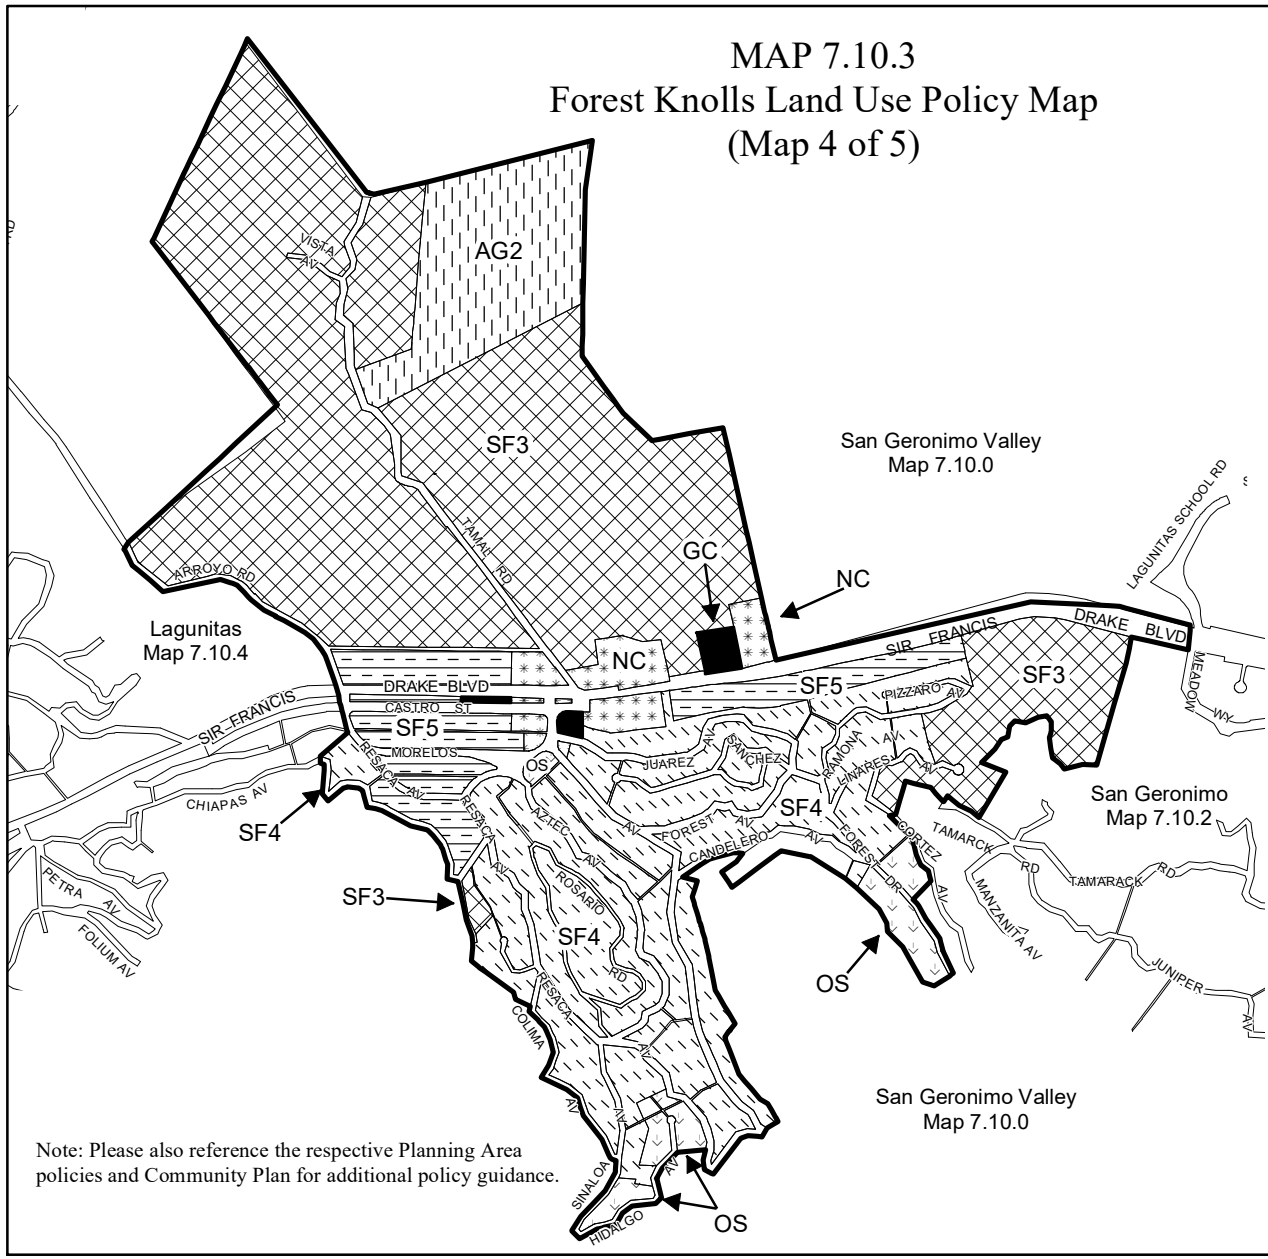 MAP 7.10.3
Forest Knolls Land Use Policy Map
(Map 4 of 5)
VISTA
AV
AG2
SF3
San Geronimo Valley
Map 7.10.0
LAGUNITAS SCHOOL RD
TAMAL RD
GC
NC
ARROYO RD
Lagunitas
Map 7.10.4
NC
SIR FRANCIS
DRAKE BLVD
SF3
SF5
PIZZARO AV
MEADOW
WY
DRAKE BLVD
CASTRO ST
SF5
MORELOS
SIR FRANCIS
OS
RESACA AV
JUAREZ
AV
SANCHEZ
RAMONA
AV
LINARES
AV
CHIAPAS AV
SF4
SF4
RESACA
AV
AZTEC
AV
AV
FOREST
AV
CANDELERO
AV
FOREST
DR
CORTEZ
AV
TAMARCK
RD
San Geronimo
Map 7.10.2
TAMARACK
RD
MANZANITA AV
JUNIPER
AV
PETRA
AV
FOLIUM AV
SF3
ROSARIO
RD
SF4
OS
RESACA
AV
COLIMA
AV
AV
San Geronimo Valley
Map 7.10.0
Note: Please also reference the respective Planning Area
policies and Community Plan for additional policy guidance.
SINALOA
HIDALGO
AV
OS